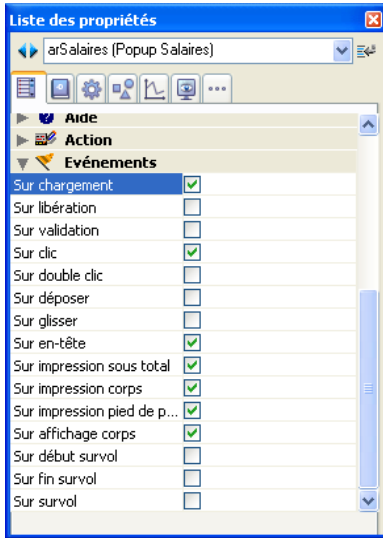 Liste des propriétés
arSalaires (Popup Salaires)
Aide
Action
Evénements
Sur chargement
Sur libération
Sur validation
Sur clic
Sur double clic
Sur déposer
Sur glisser
Sur en-tête
Sur impression sous total
Sur impression corps
Sur impression pied de p...
Sur affichage corps
Sur début survol
Sur fin survol
Sur survol